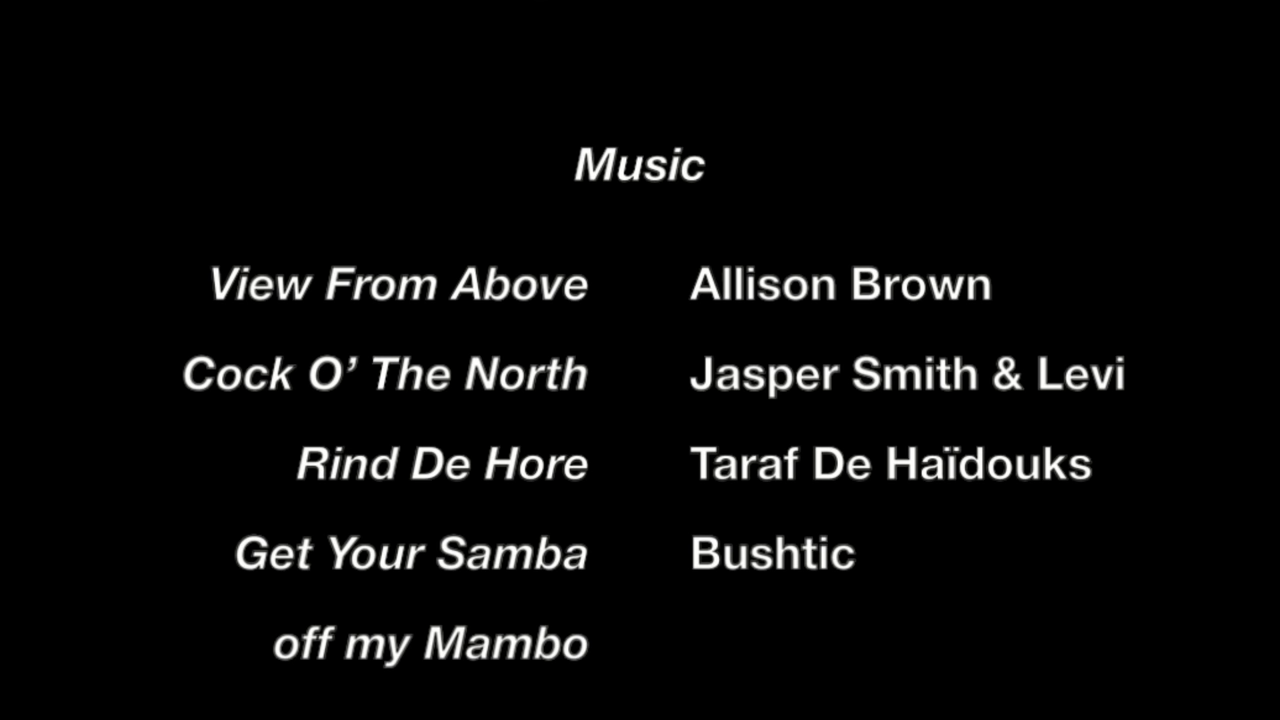 Music
View From Above Allison Brown
Cock O’ The North Jasper Smith & Levi
Rind De Hore Taraf De Haïdouks
Get Your Samba Bushtic
off my Mambo